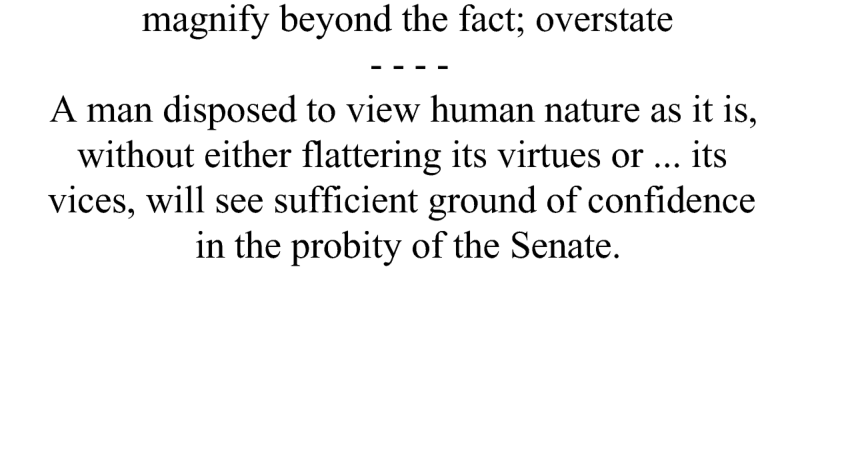 magnify beyond the fact; overstate
- - - -
A man disposed to view human nature as it is,
without either flattering its virtues or ... its
vices, will see sufficient ground of confidence
in the probity of the Senate.